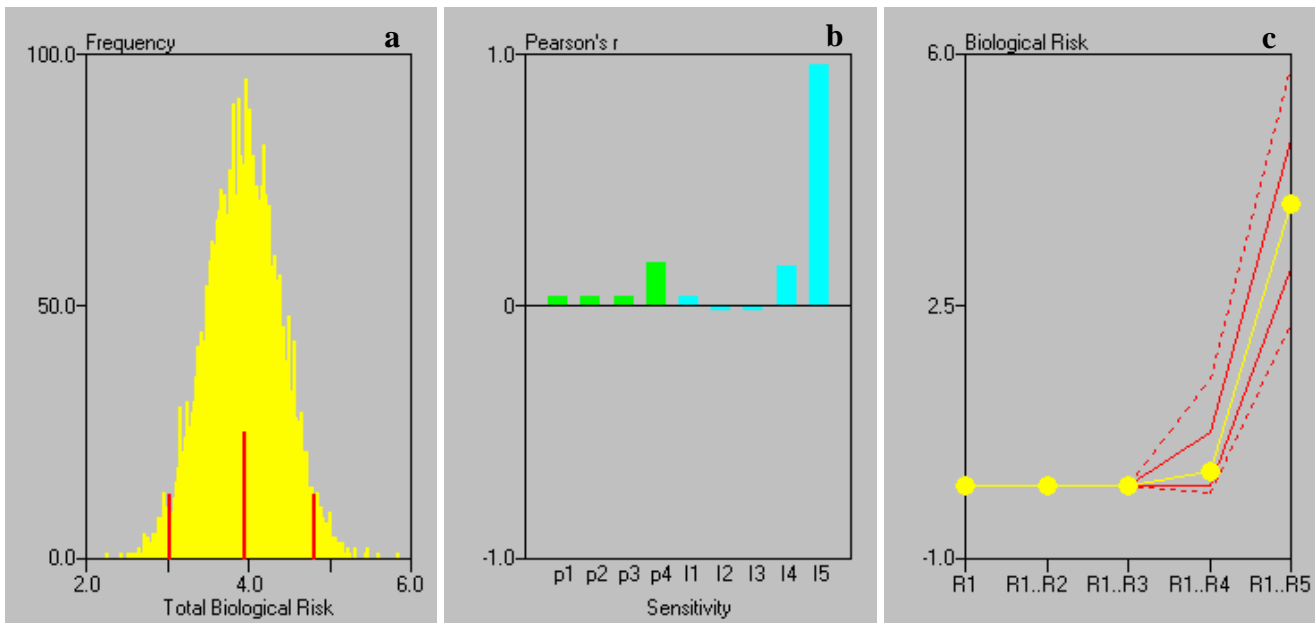 a
Frequency
100.0
50.0
0.0
2.0 4.0 6.0
Total Biological Risk
b
Pearson's r
1.0
0
-1.0
p1 p2 p3 p4 I1 I2 I3 I4 I5
Sensitivity
c
Biological Risk
6.0
2.5
-1.0
R1 R1..R2 R1..R3 R1..R4 R1..R5